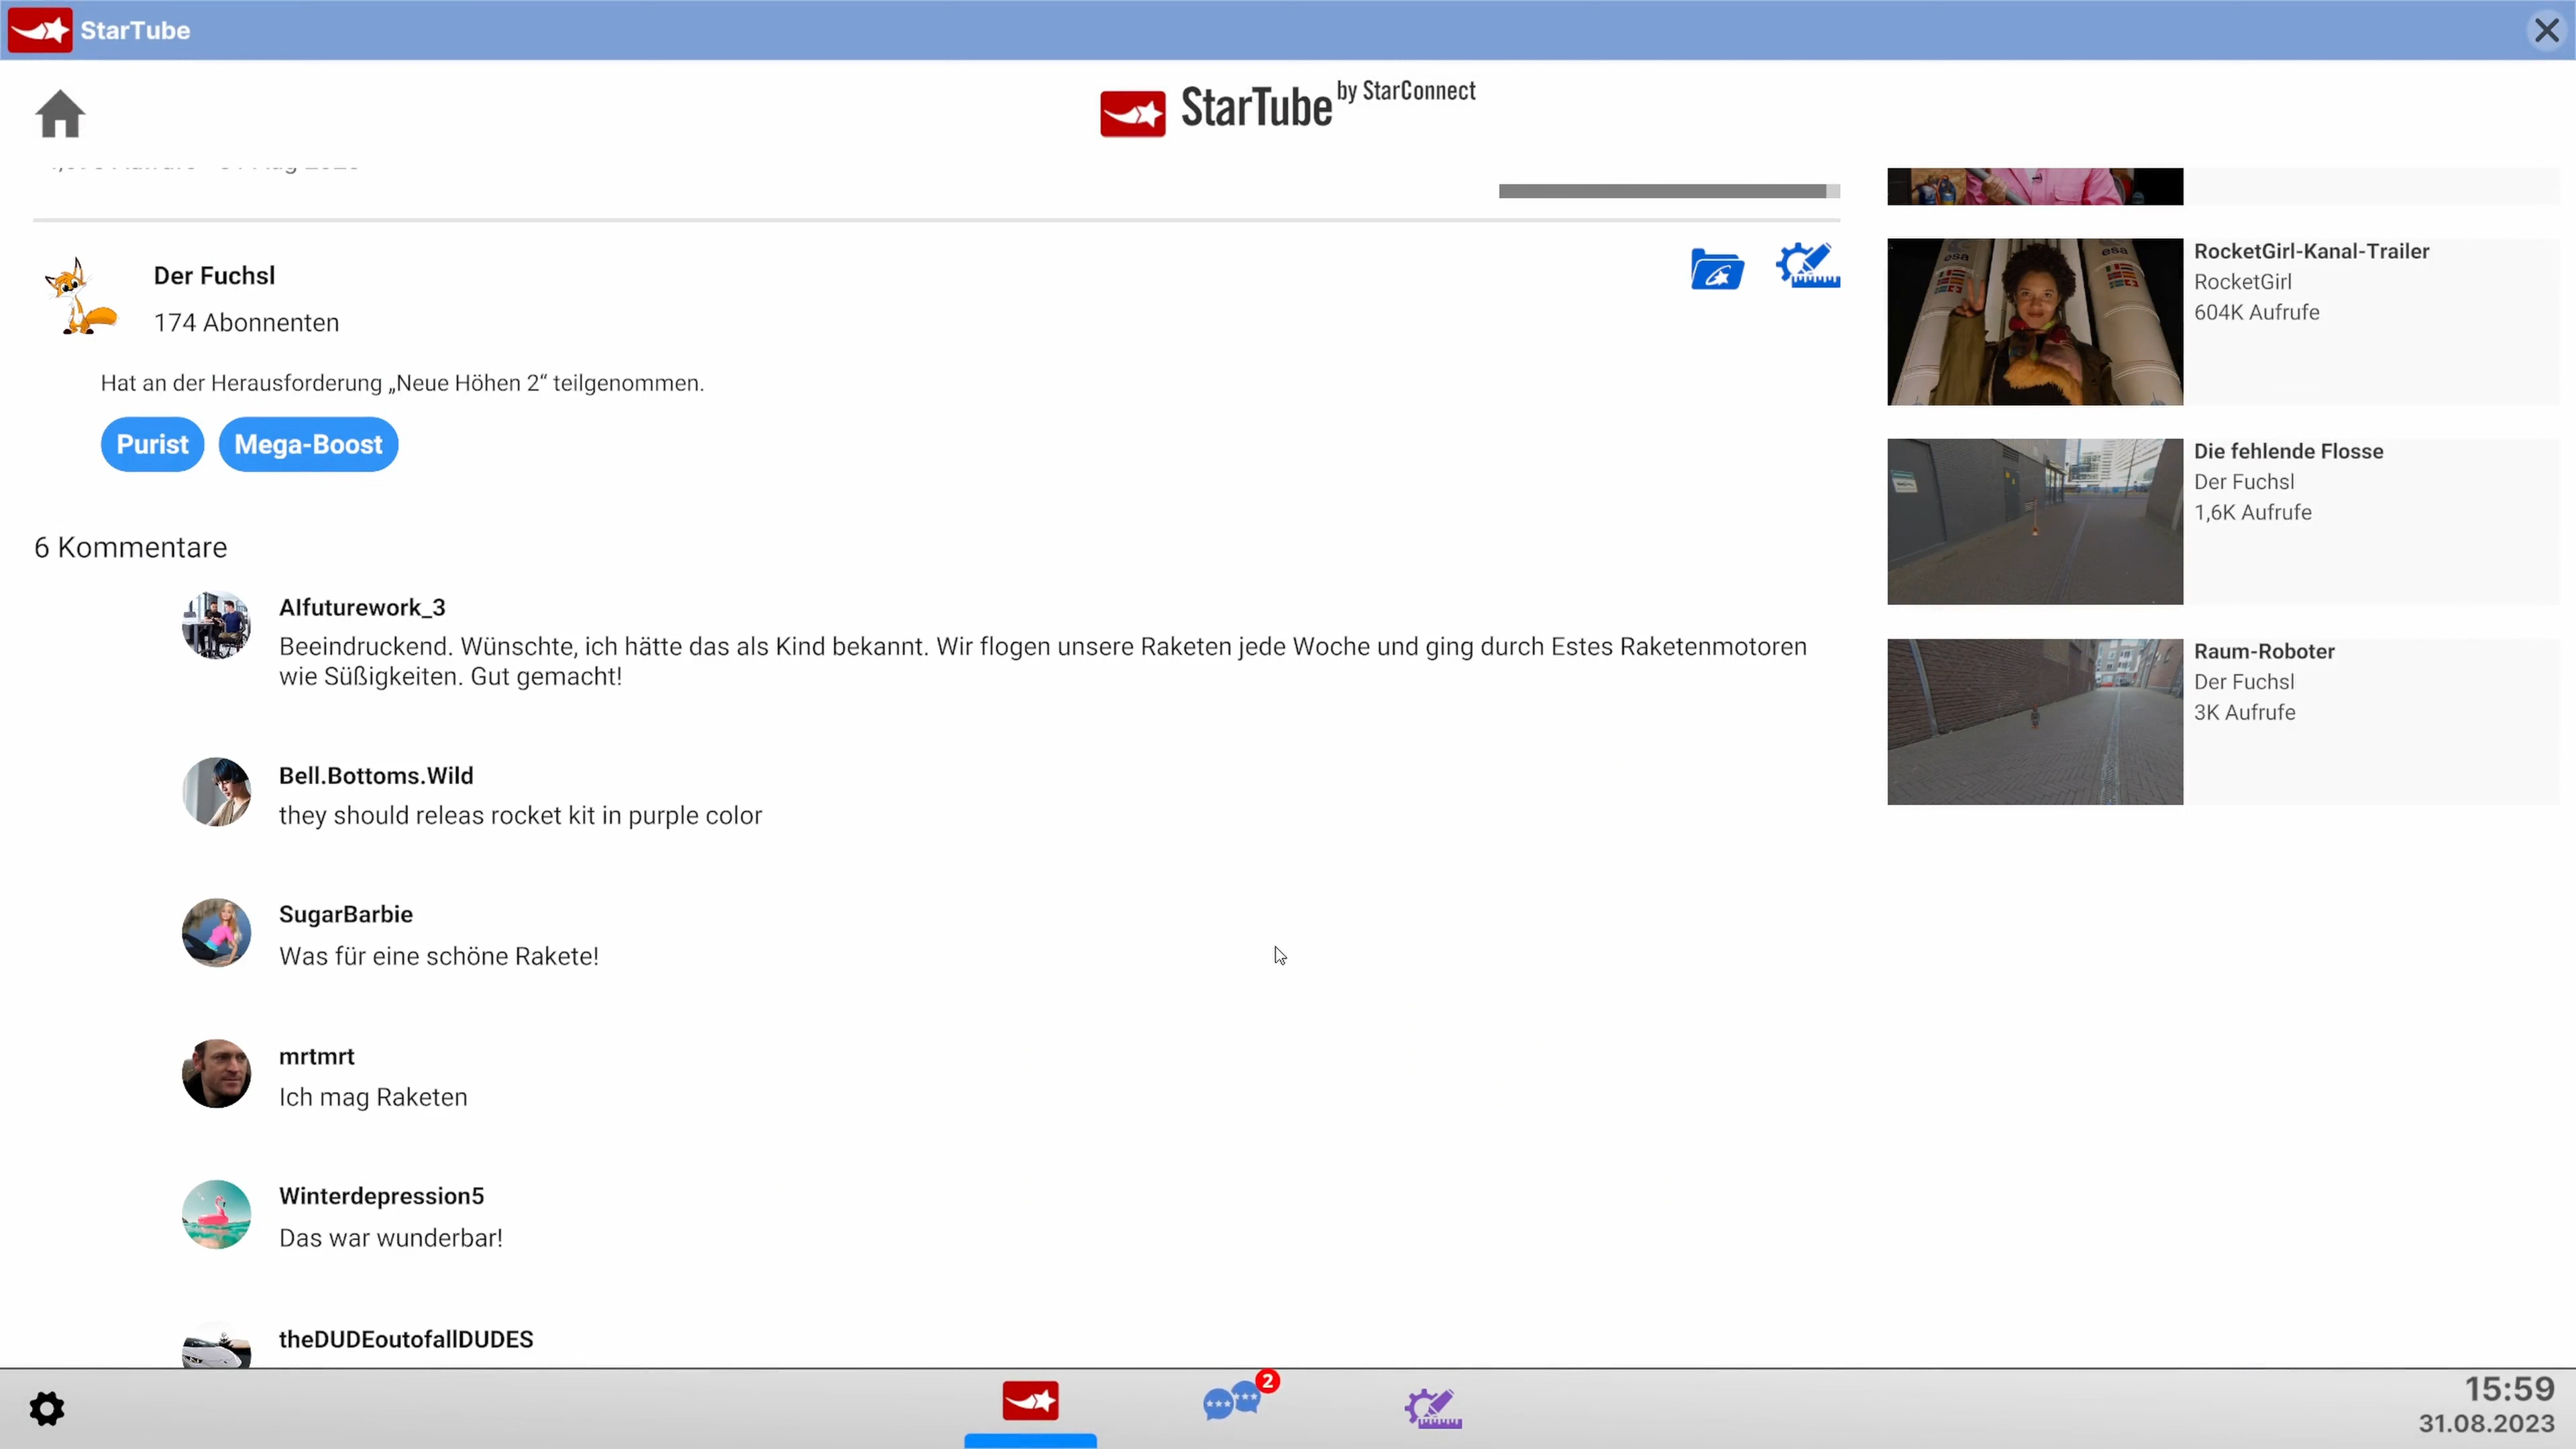 StarTube
StarTube by StarConnect
Der Fuchsl
174 Abonnenten
Hat an der Herausforderung „Neue Höhen 2“ teilgenommen.
Purist
Mega-Boost
6 Kommentare
AIfuturework_3
Beeindruckend. Wünschte, ich hätte das als Kind bekannt. Wir flogen unsere Raketen jede Woche und ging durch Estes Raketenmotoren
wie Süßigkeiten. Gut gemacht!
Bell.Bottoms.Wild
they should releas rocket kit in purple color
SugarBarbie
Was für eine schöne Rakete!
mrtmrt
Ich mag Raketen
Winterdepression5
Das war wunderbar!
theDUDEoutofallDUDES
esa
esa
RocketGirl-Kanal-Trailer
RocketGirl
604K Aufrufe
Die fehlende Flosse
Der Fuchsl
1,6K Aufrufe
Raum-Roboter
Der Fuchsl
3K Aufrufe
2
15:59
31.08.2023